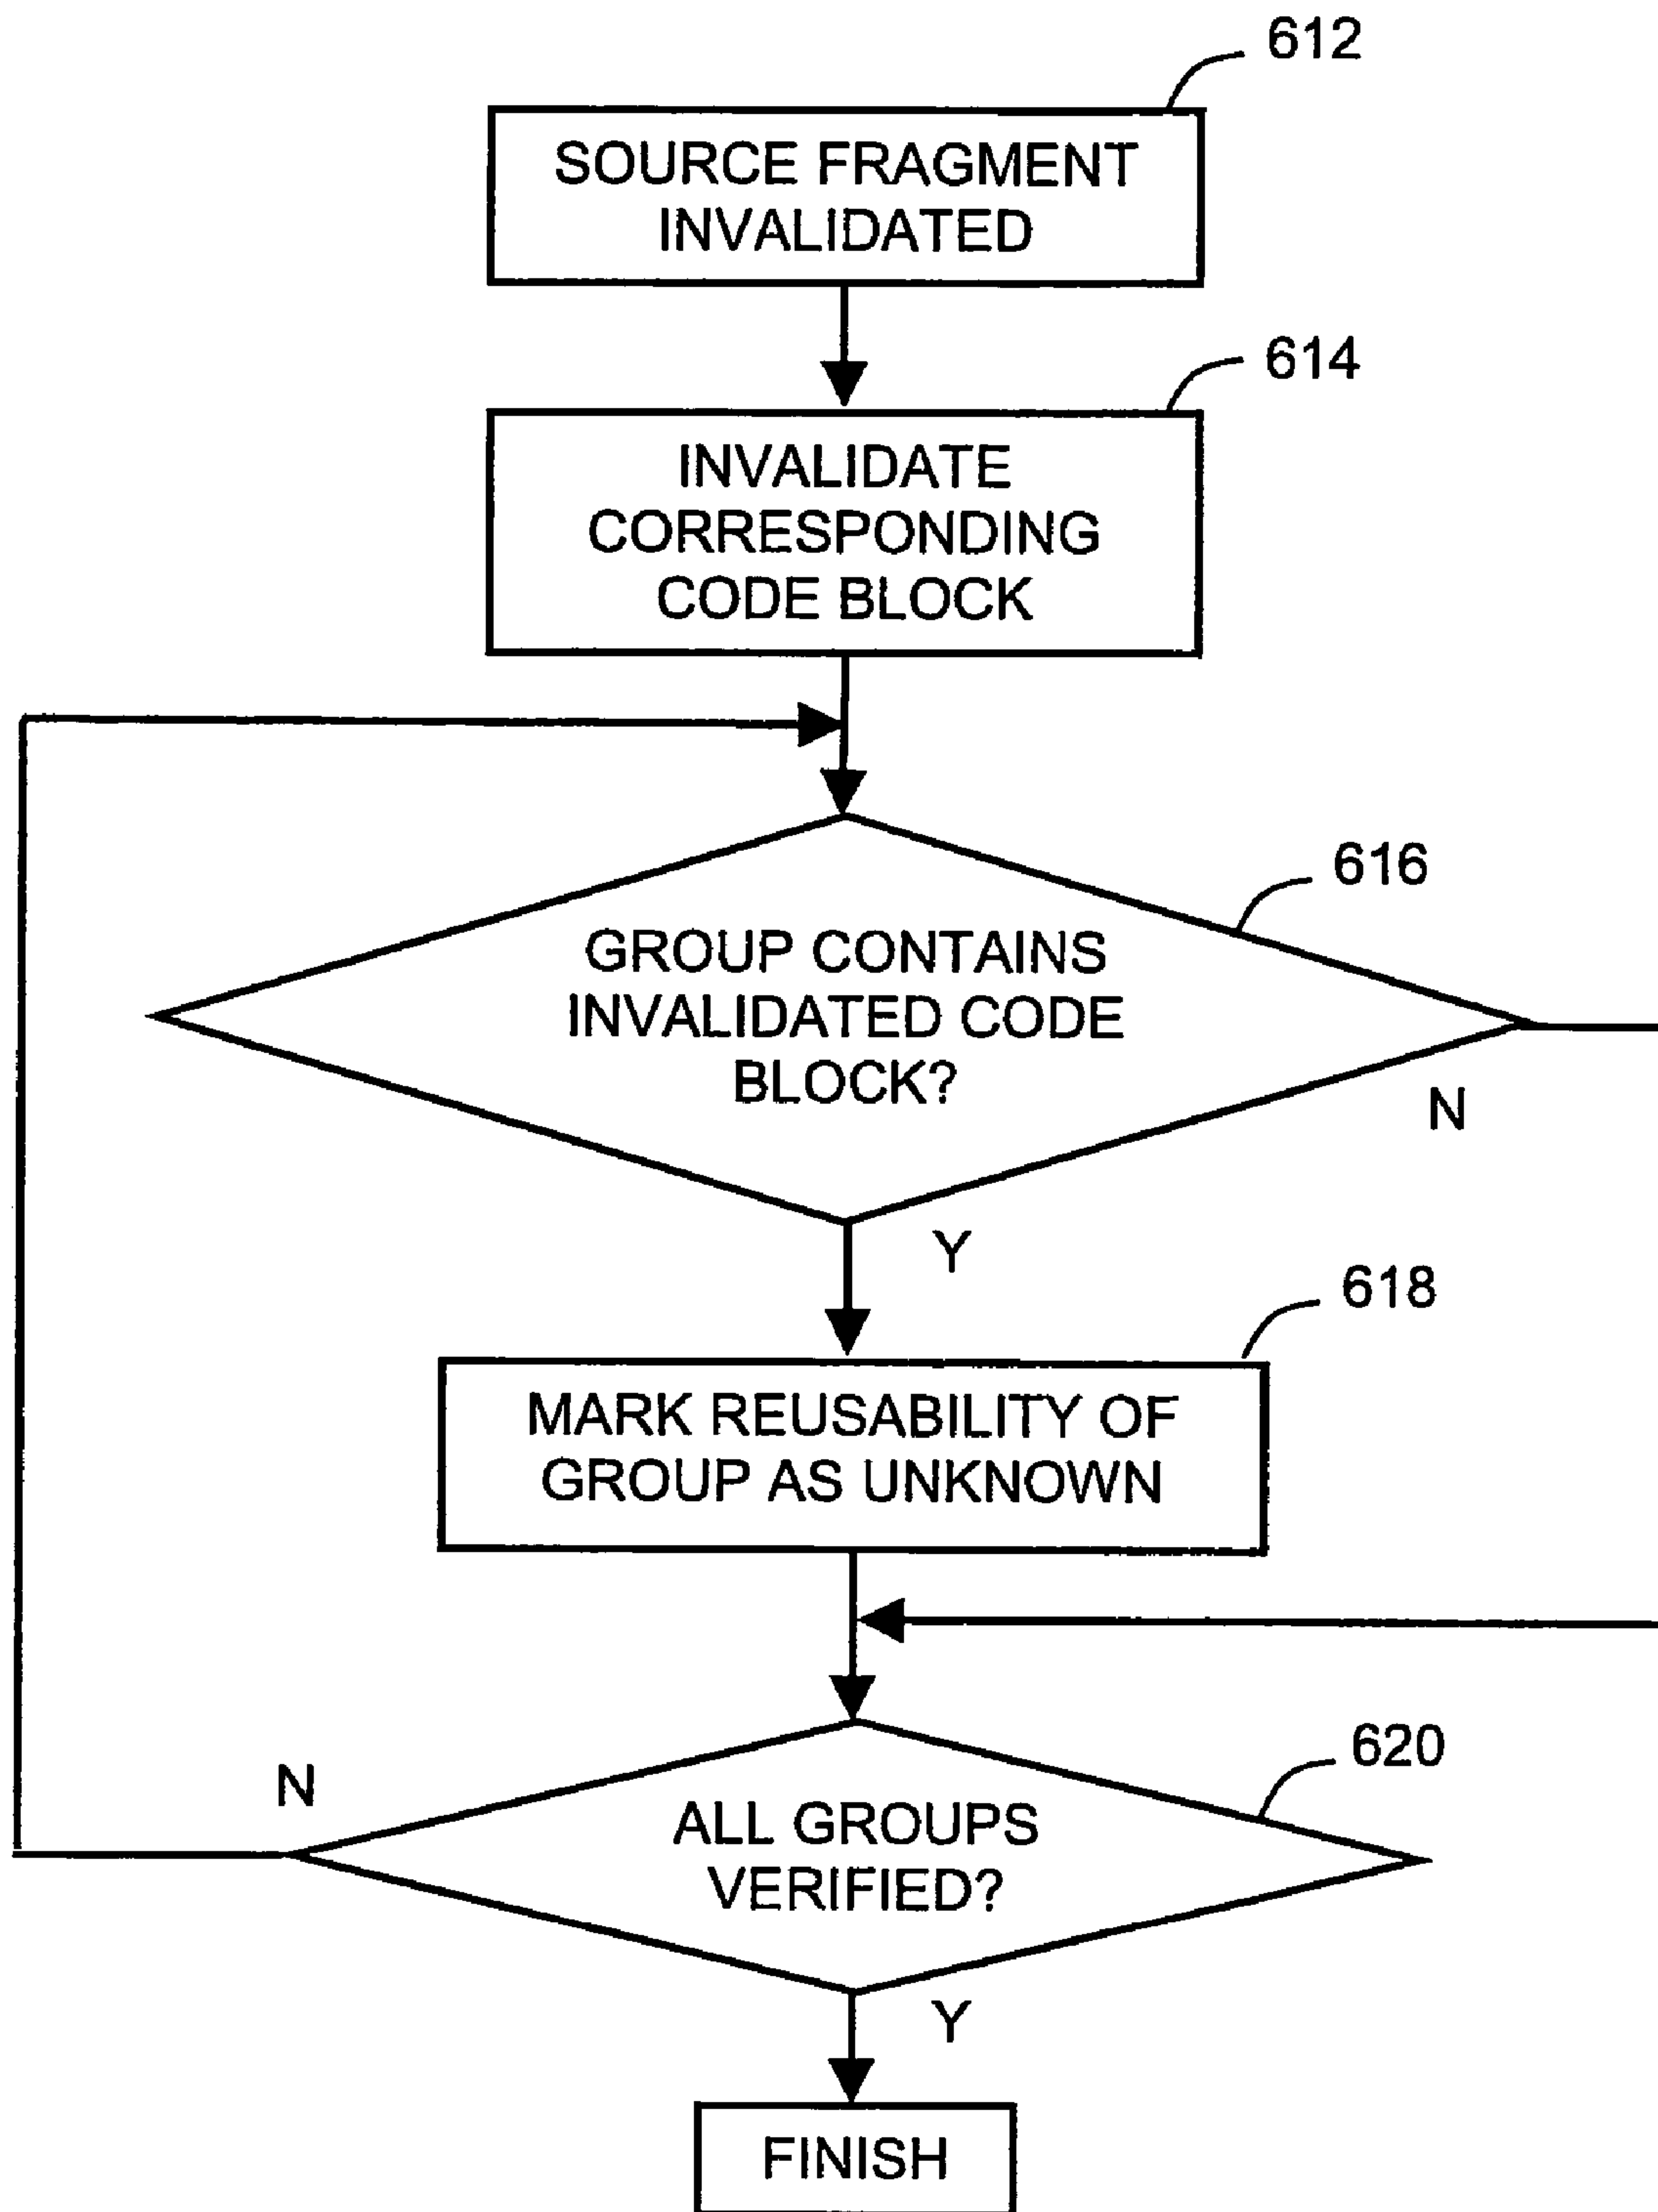 612
SOURCE FRAGMENT
INVALIDATED
614
INVALIDATE
CORRESPONDING
CODE BLOCK
616
GROUP CONTAINS
INVALIDATED CODE
BLOCK?
N
Y
618
MARK REUSABILITY OF
GROUP AS UNKNOWN
620
N
ALL GROUPS
VERIFIED?
Y
FINISH